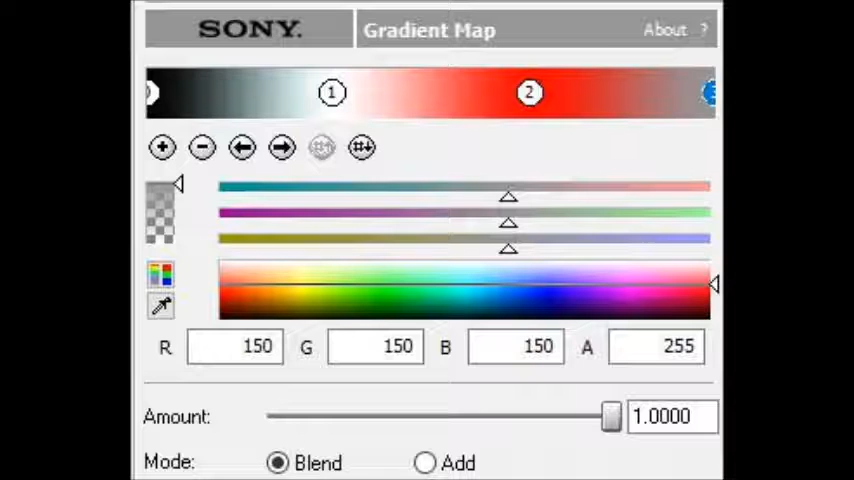 SONY. Gradient Map About ?
1 2
R 150 G 150 B 150 A 255
Amount: 1.0000
Mode: Blend Add